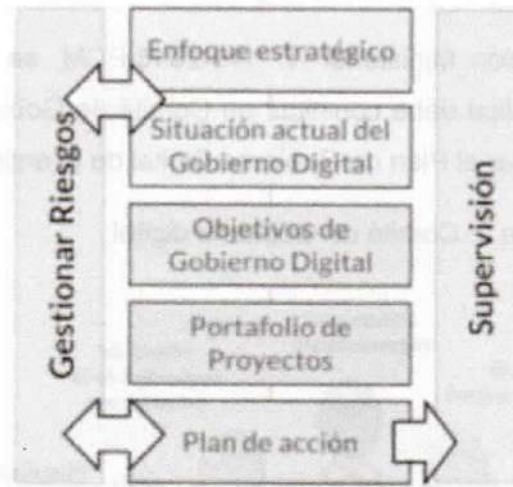 Enfoque estratégico
Situación actual del
Gobierno Digital
Objetivos de
Gobierno Digital
Portafolio de
Proyectos
Plan de acción
Gestionar Riesgos
Supervisión